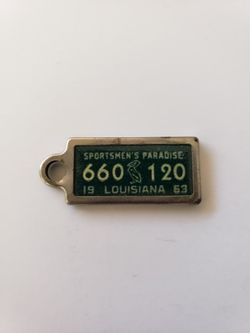 SPORTSMEN'S PARADISE
660 120
19 LOUISIANA 63